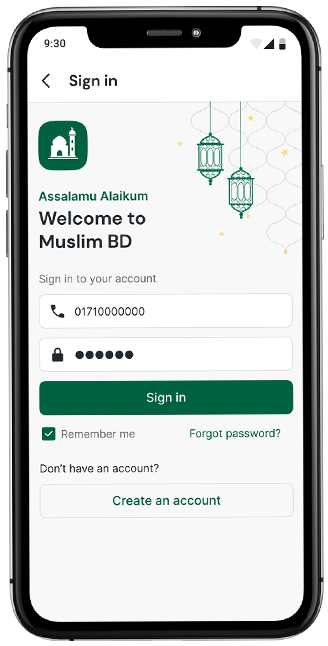 9:30
Sign in
Assalamu Alaikum
Welcome to
Muslim BD
Sign in to your account
01710000000
●●●●●●
Sign in
Remember me
Forgot password?
Don't have an account?
Create an account